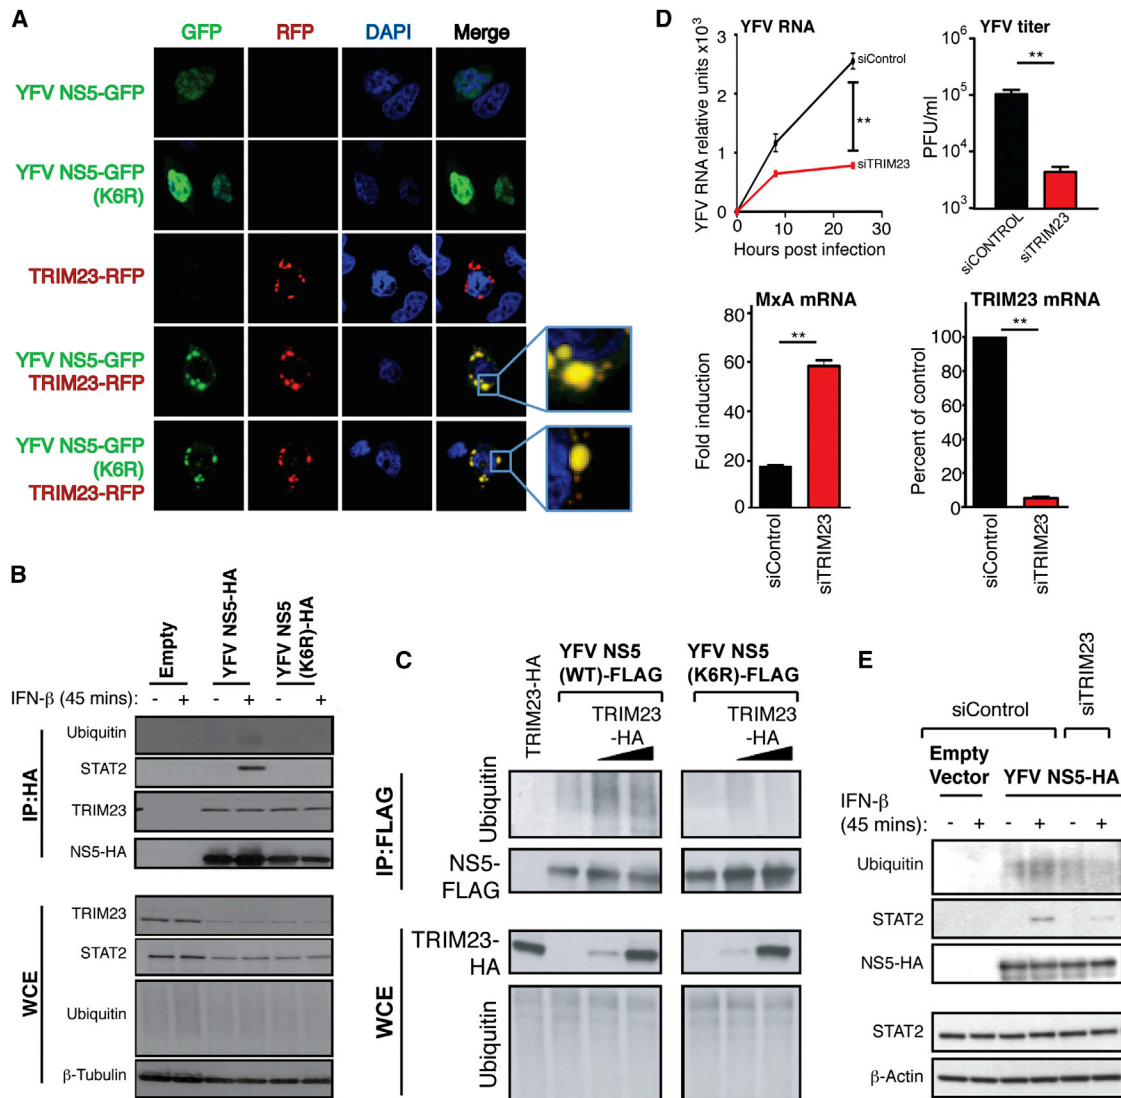 A
GFP
RFP
DAPI
Merge
YFV NS5-GFP
YFV NS5-GFP
(K6R)
TRIM23-RFP
YFV NS5-GFP
TRIM23-RFP
YFV NS5-GFP
(K6R)
TRIM23-RFP
B
Empty
YFV NS5-HA
YFV NS5
(K6R)-HA
IFN-β (45 mins): - + - + - +
IP:HA
Ubiquitin
STAT2
TRIM23
NS5-HA
WCE
TRIM23
STAT2
Ubiquitin
β-Tubulin
C
TRIM23-HA
YFV NS5
(WT)-FLAG
YFV NS5
(K6R)-FLAG
TRIM23
-HA
TRIM23
-HA
IP:FLAG
Ubiquitin
NS5-
FLAG
WCE
TRIM23-
HA
Ubiquitin
D
YFV RNA
YFV RNA relative units x10³
3
2
1
0
0 10 20 30
Hours post infection
siControl
**
siTRIM23
YFV titer
PFU/ml
10⁶
10⁵
10⁴
10³
**
siCONTROL
siTRIM23
MxA mRNA
Fold induction
80
60
40
20
0
**
siControl
siTRIM23
TRIM23 mRNA
Percent of control
100
80
60
40
20
0
**
siControl
siTRIM23
E
siControl
siTRIM23
Empty
Vector
YFV NS5-HA
IFN-β
(45 mins): - + - + - +
Ubiquitin
STAT2
NS5-HA
STAT2
β-Actin